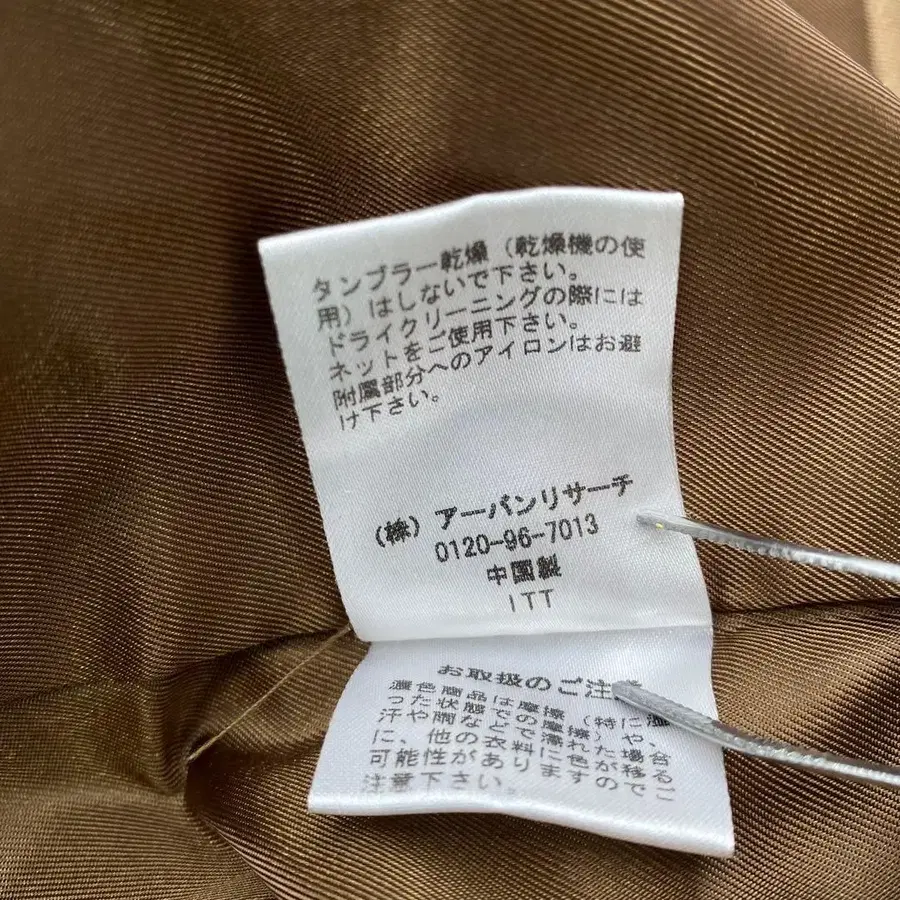 タンブラー乾燥（乾燥機の使
用）はしないで下さい。
ドライクリーニングの際には
ネットをご使用下さい。
附属部分へのアイロンはお避
け下さい。
（株）アーバンリサーチ
0120-96-7013
中国製
ITT
お取扱のご注意
濃色商品は摩擦（特に湿
った状態での摩擦）や、
汗や雨などで濡れた場合
に、他の衣料に色が移る
可能性がありますのでご
注意下さい。